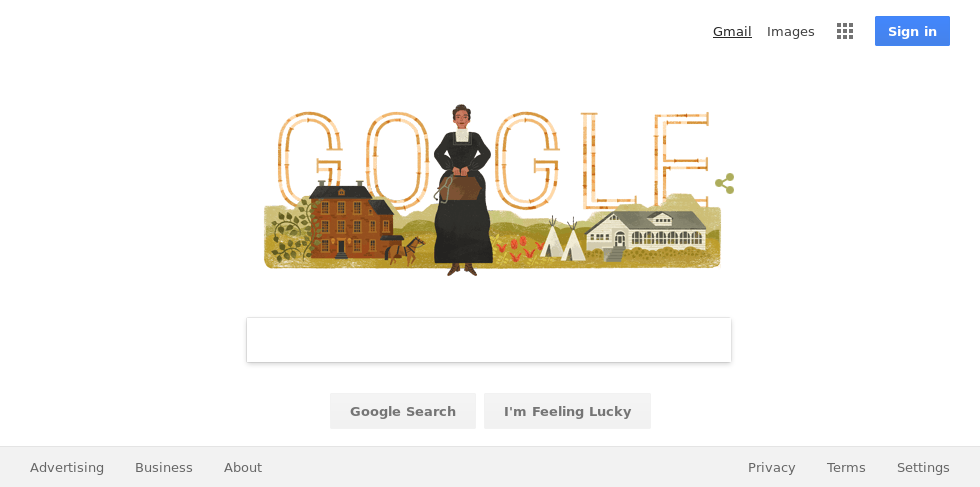 Gmail Images Sign in
GOOGLE
Google Search I'm Feeling Lucky
Advertising Business About Privacy Terms Settings